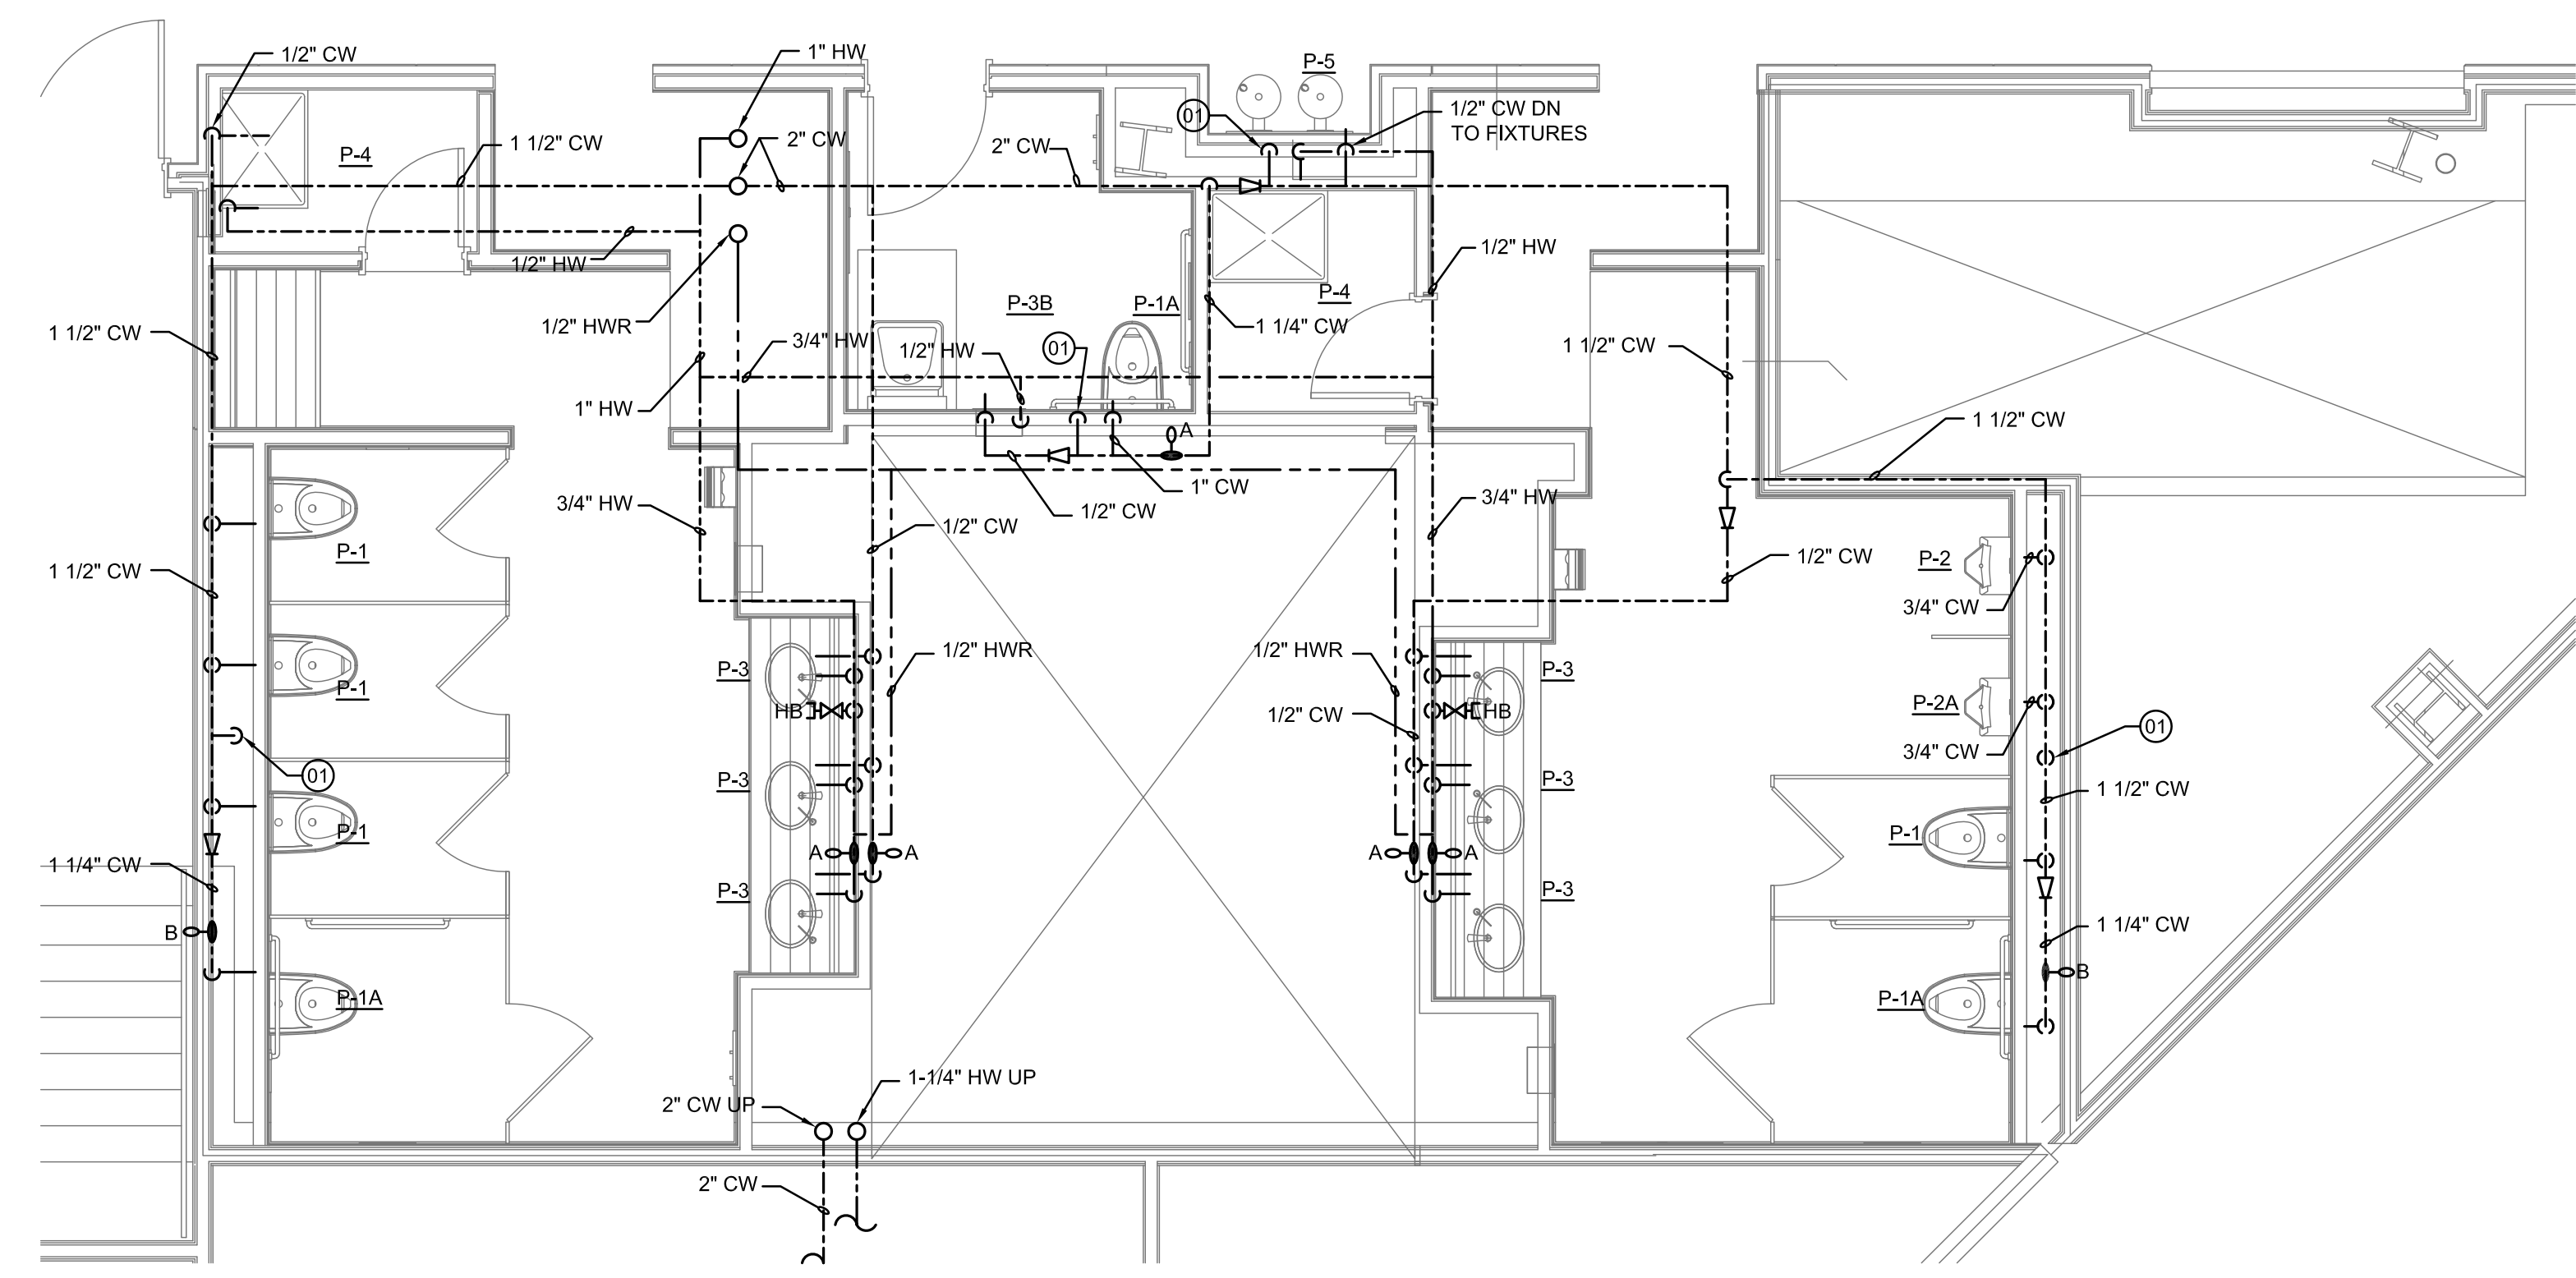 1/2" CW
1" HW
P-5
1/2" CW DN
TO FIXTURES
01
P-4
1 1/2" CW
2" CW
2" CW
1/2" HW
1/2" HW
P-3B
P-1A
P-4
1/2" HWR
1 1/4" CW
1 1/2" CW
3/4" HW
1/2" HW
01
1 1/2" CW
1" HW
1 1/2" CW
A
1" CW
1/2" CW
3/4" HW
3/4" HW
1/2" CW
P-1
1 1/2" CW
P-2
1/2" CW
3/4" CW
P-3
1/2" HWR
1/2" HWR
P-3
P-1
HB
1/2" CW
HB
P-2A
3/4" CW
01
01
P-3
P-3
1 1/2" CW
P-1
P-1
1 1/4" CW
A
A
A
A
P-3
P-3
B
1 1/4" CW
B
P-1A
P-1A
1-1/4" HW UP
2" CW UP
2" CW